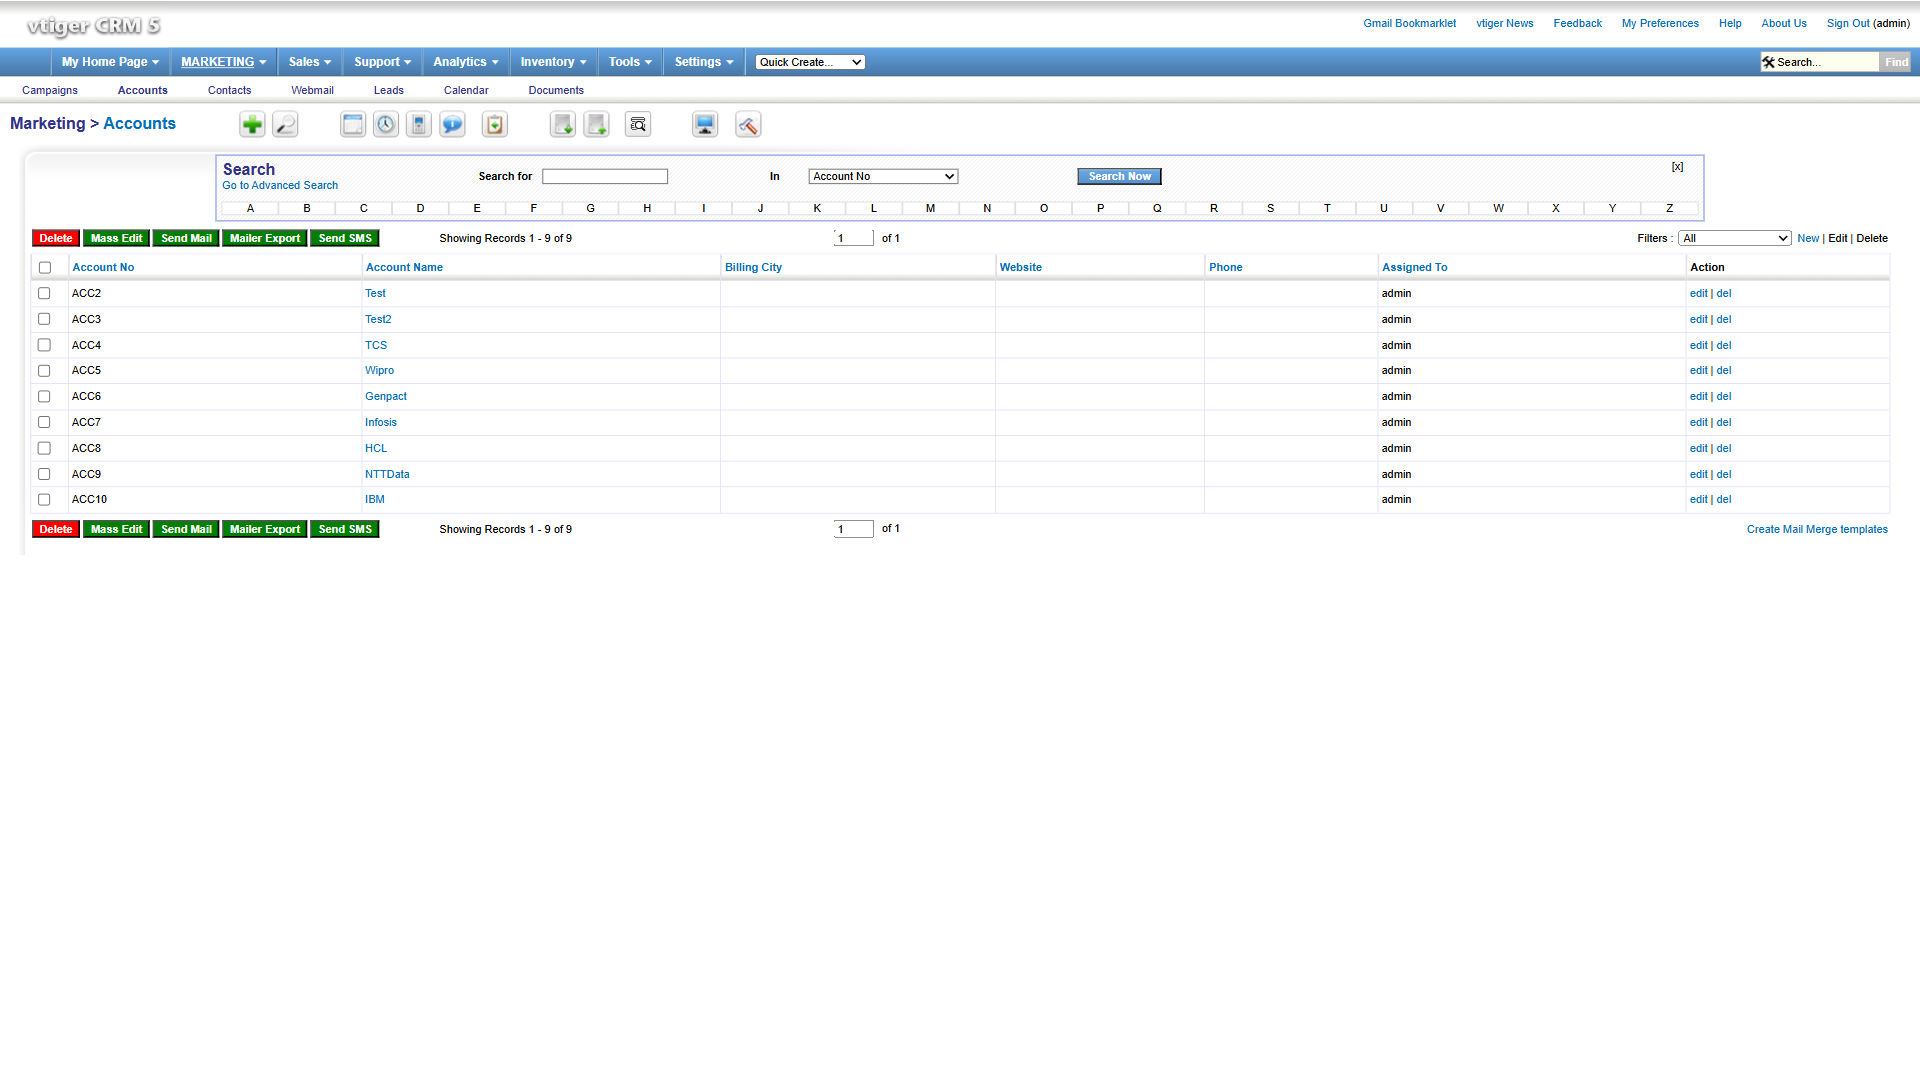 vtiger CRM 5
Gmail Bookmarklet vtiger News Feedback My Preferences Help About Us Sign Out (admin)
My Home Page MARKETING Sales Support Analytics Inventory Tools Settings Quick Create... Search... Find
Campaigns Accounts Contacts Webmail Leads Calendar Documents
Marketing > Accounts
Search [x]
Go to Advanced Search Search for In Account No Search Now
A B C D E F G H I J K L M N O P Q R S T U V W X Y Z
Delete Mass Edit Send Mail Mailer Export Send SMS Showing Records 1 - 9 of 9 1 of 1 Filters : All New | Edit | Delete
Account No Account Name Billing City Website Phone Assigned To Action
ACC2 Test admin edit | del
ACC3 Test2 admin edit | del
ACC4 TCS admin edit | del
ACC5 Wipro admin edit | del
ACC6 Genpact admin edit | del
ACC7 Infosis admin edit | del
ACC8 HCL admin edit | del
ACC9 NTTData admin edit | del
ACC10 IBM admin edit | del
Delete Mass Edit Send Mail Mailer Export Send SMS Showing Records 1 - 9 of 9 1 of 1 Create Mail Merge templates